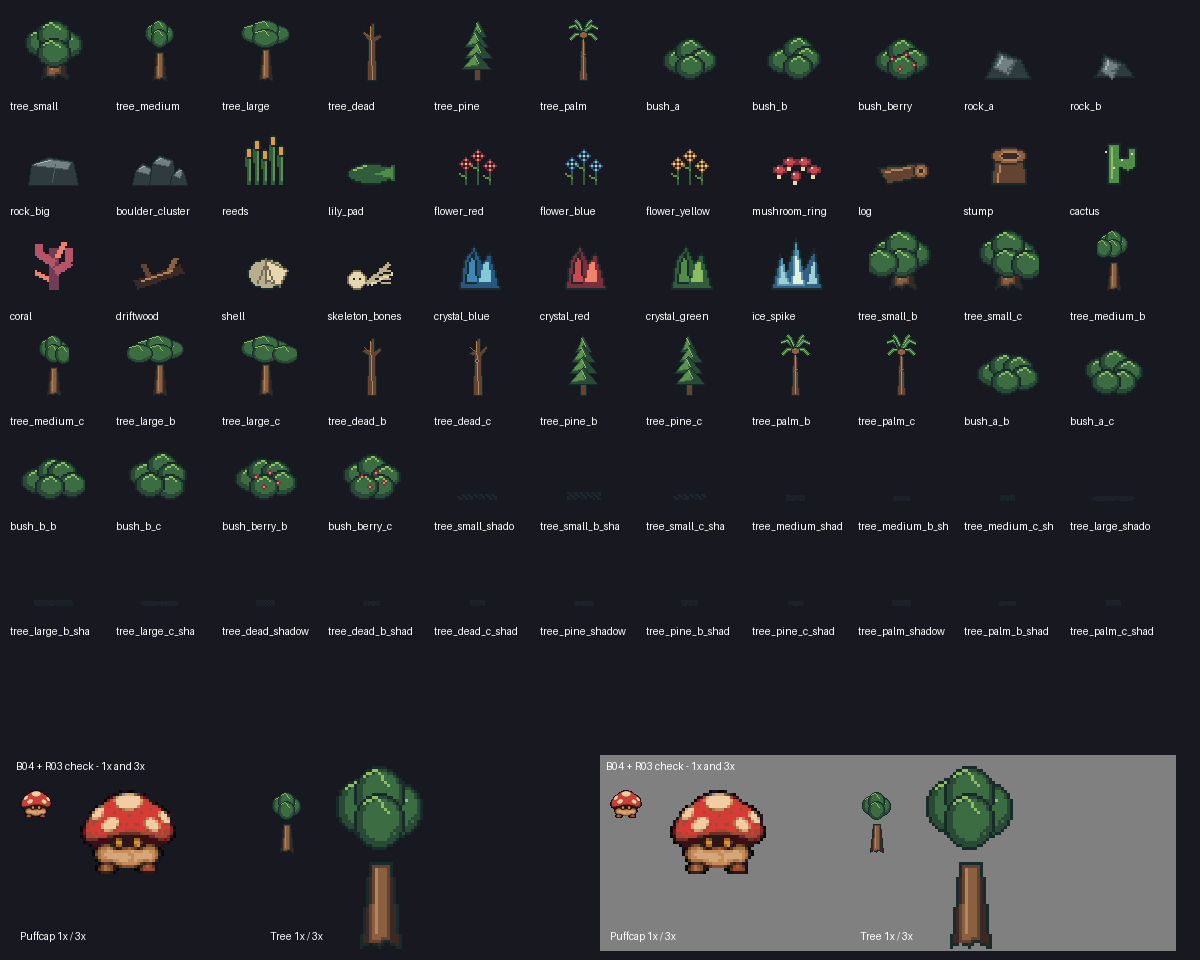 tree_small tree_medium tree_large tree_dead tree_pine tree_palm bush_a bush_b bush_berry rock_a rock_b
rock_big boulder_cluster reeds lily_pad flower_red flower_blue flower_yellow mushroom_ring log stump cactus
coral driftwood shell skeleton_bones crystal_blue crystal_red crystal_green ice_spike tree_small_b tree_small_c tree_medium_b
tree_medium_c tree_large_b tree_large_c tree_dead_b tree_dead_c tree_pine_b tree_pine_c tree_palm_b tree_palm_c bush_a_b bush_a_c
bush_b_b bush_b_c bush_berry_b bush_berry_c tree_small_shado tree_small_b_sha tree_small_c_sha tree_medium_shad tree_medium_b_sh tree_medium_c_sh tree_large_shado
tree_large_b_sha tree_large_c_sha tree_dead_shadow tree_dead_b_shad tree_dead_c_shad tree_pine_shadow tree_pine_b_shad tree_pine_c_shad tree_palm_shadow tree_palm_b_shad tree_palm_c_shad
B04 + R03 check - 1x and 3x
Puffcap 1x / 3x
Tree 1x / 3x
B04 + R03 check - 1x and 3x
Puffcap 1x / 3x
Tree 1x / 3x